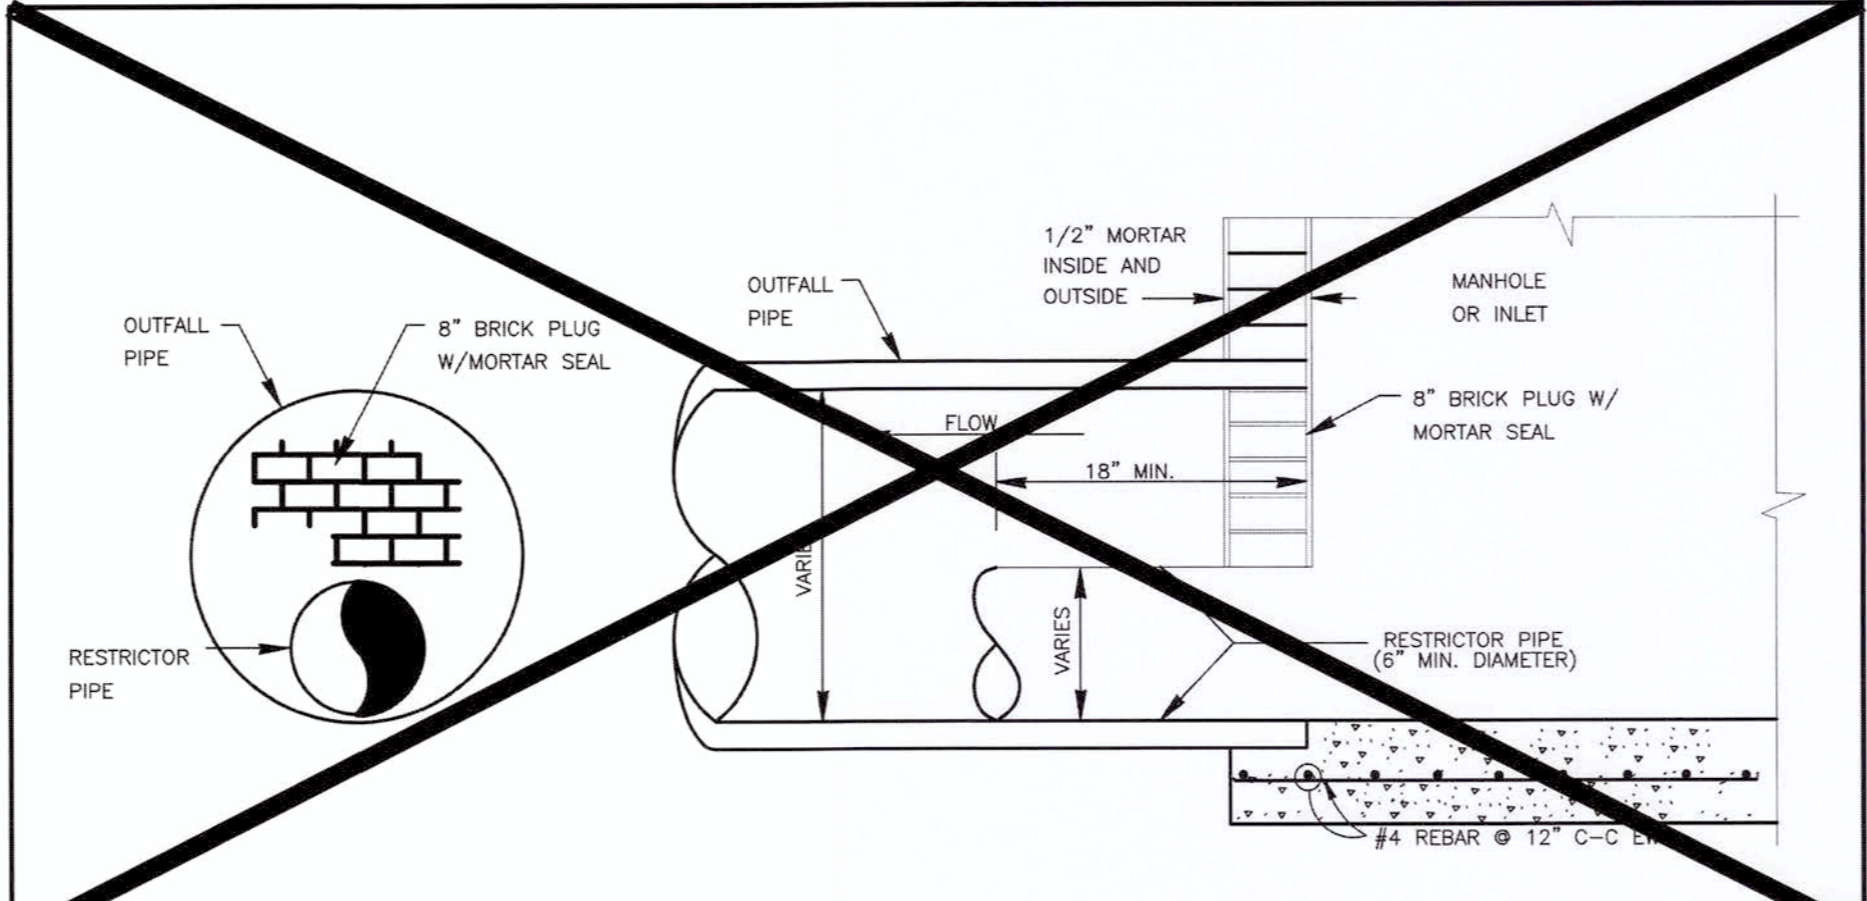 OUTFALL
PIPE
8" BRICK PLUG
W/MORTAR SEAL
RESTRICTOR
PIPE
OUTFALL
PIPE
1/2" MORTAR
INSIDE AND
OUTSIDE
MANHOLE
OR INLET
8" BRICK PLUG W/
MORTAR SEAL
FLOW
18" MIN.
VARIES
RESTRICTOR PIPE
(6" MIN. DIAMETER)
#4 REBAR @ 12" C-C